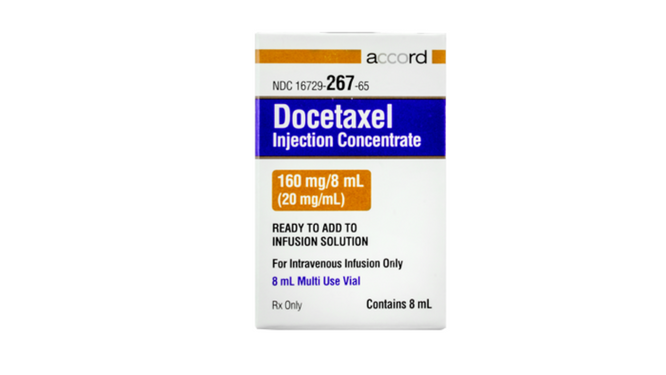 accord
NDC 16729-267-65
Docetaxel
Injection Concentrate
160 mg/8 mL
(20 mg/mL)
READY TO ADD TO
INFUSION SOLUTION
For Intravenous Infusion Only
8 mL Multi Use Vial
Rx Only
Contains 8 mL